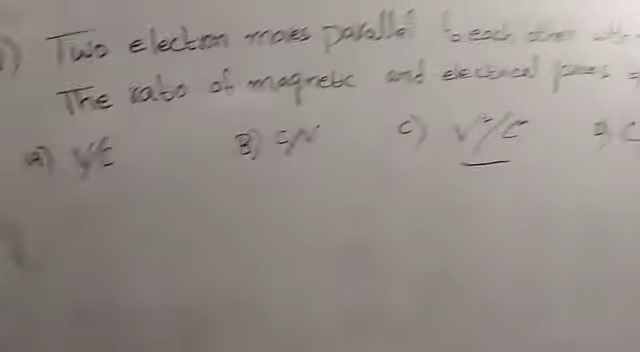 ) Two electron moves parallel to each other
The ratio of magnetic and electrical forces =
A) V/C B) C/V C) V²/C² D) C